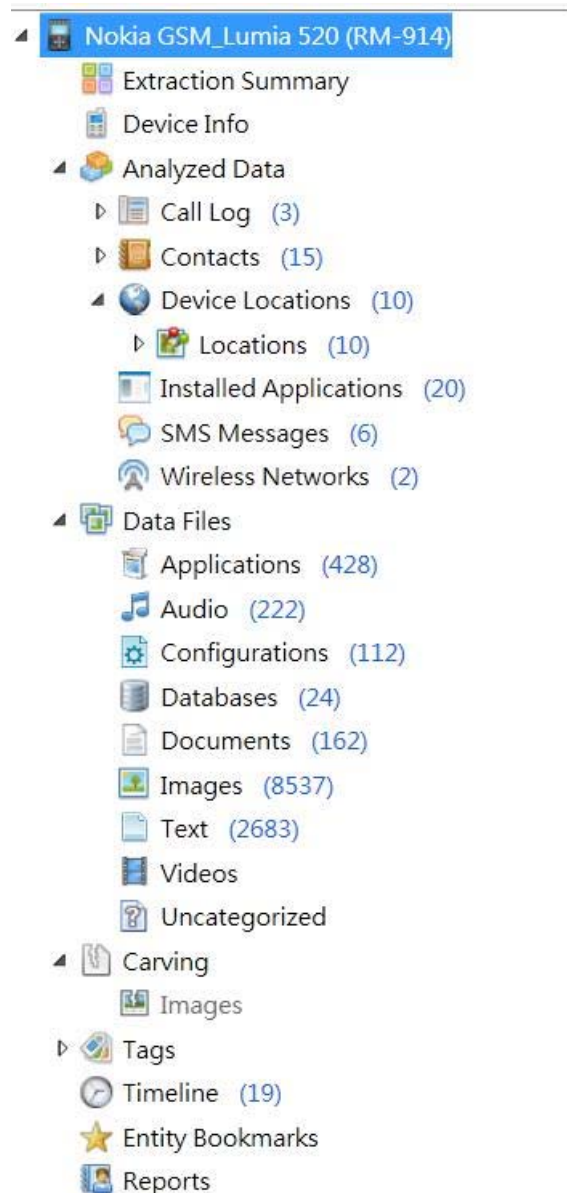 Nokia GSM_Lumia 520 (RM-914)
Extraction Summary
Device Info
Analyzed Data
Call Log (3)
Contacts (15)
Device Locations (10)
Locations (10)
Installed Applications (20)
SMS Messages (6)
Wireless Networks (2)
Data Files
Applications (428)
Audio (222)
Configurations (112)
Databases (24)
Documents (162)
Images (8537)
Text (2683)
Videos
Uncategorized
Carving
Images
Tags
Timeline (19)
Entity Bookmarks
Reports